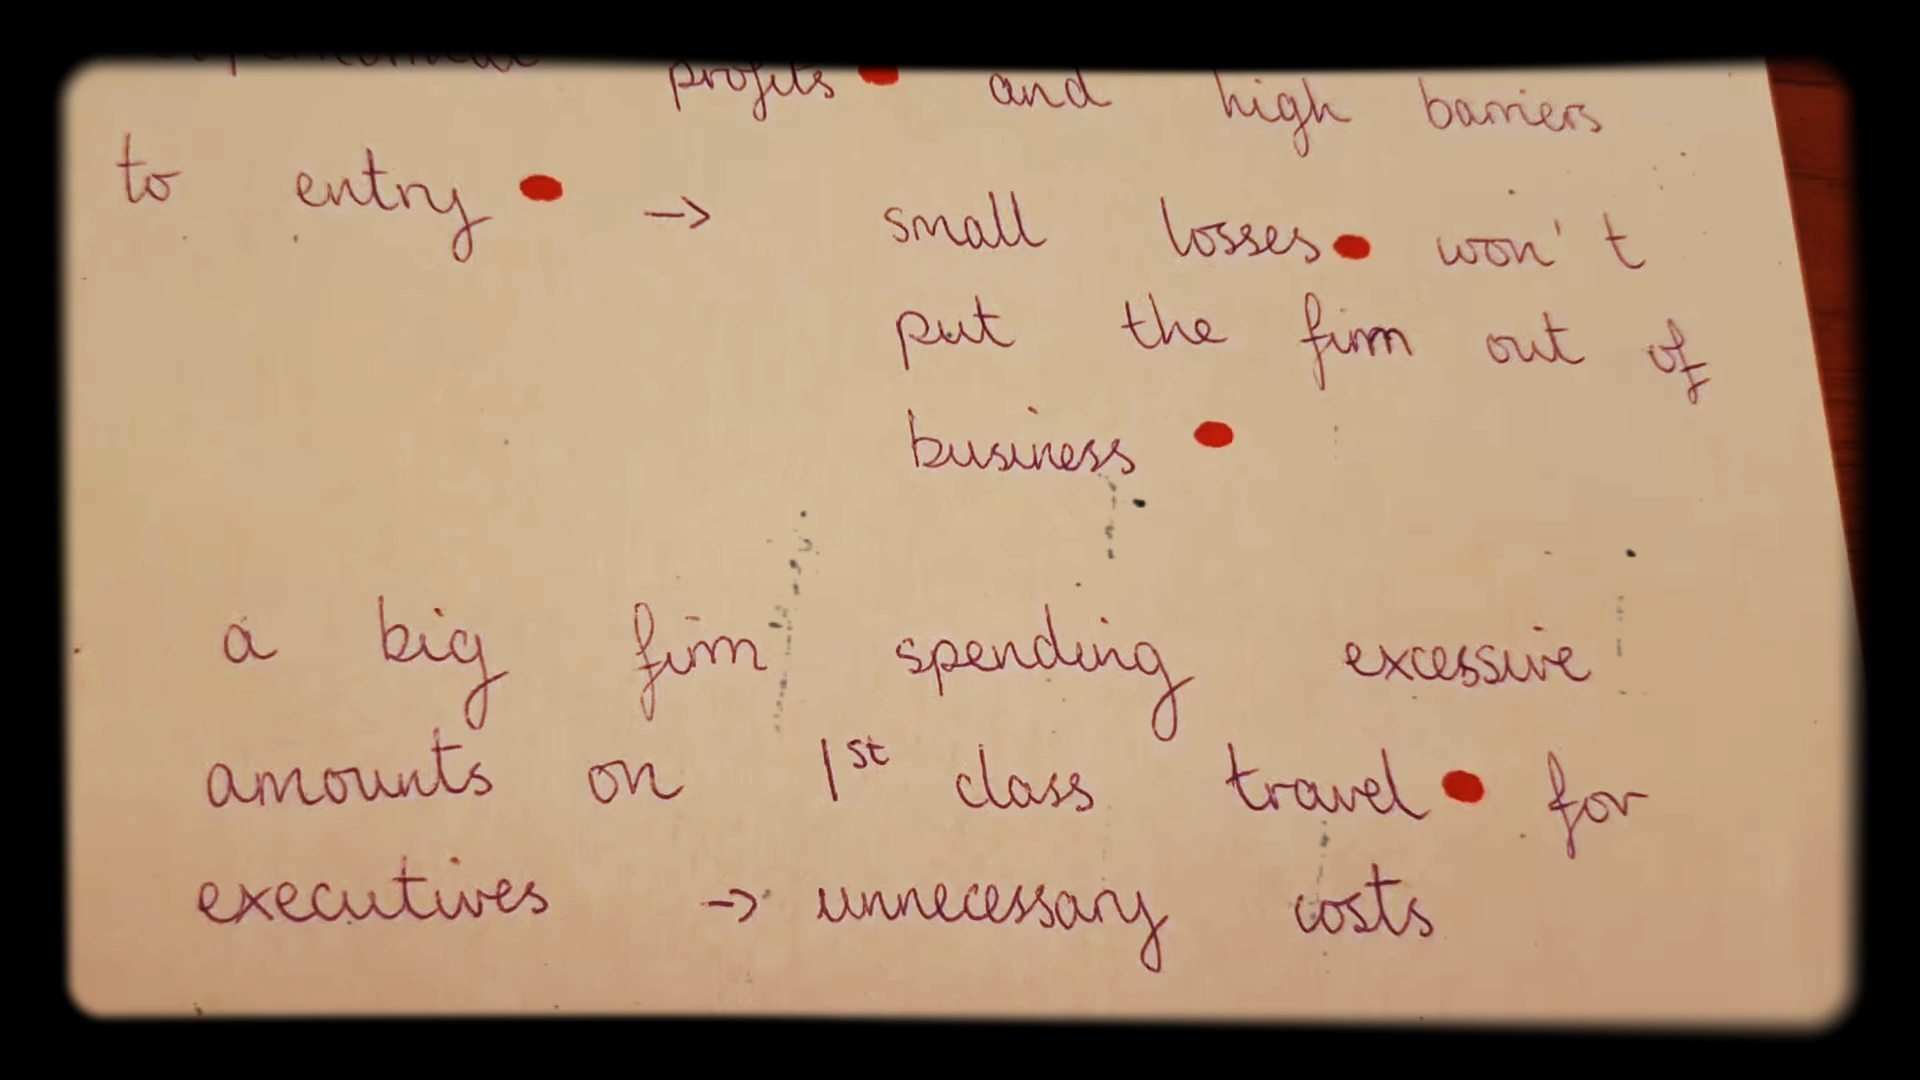 profits and high barriers
to entry → small losses won't
put the firm out of
business
a big firm spending excessive
amounts on 1st class travel for
executives → unnecessary costs